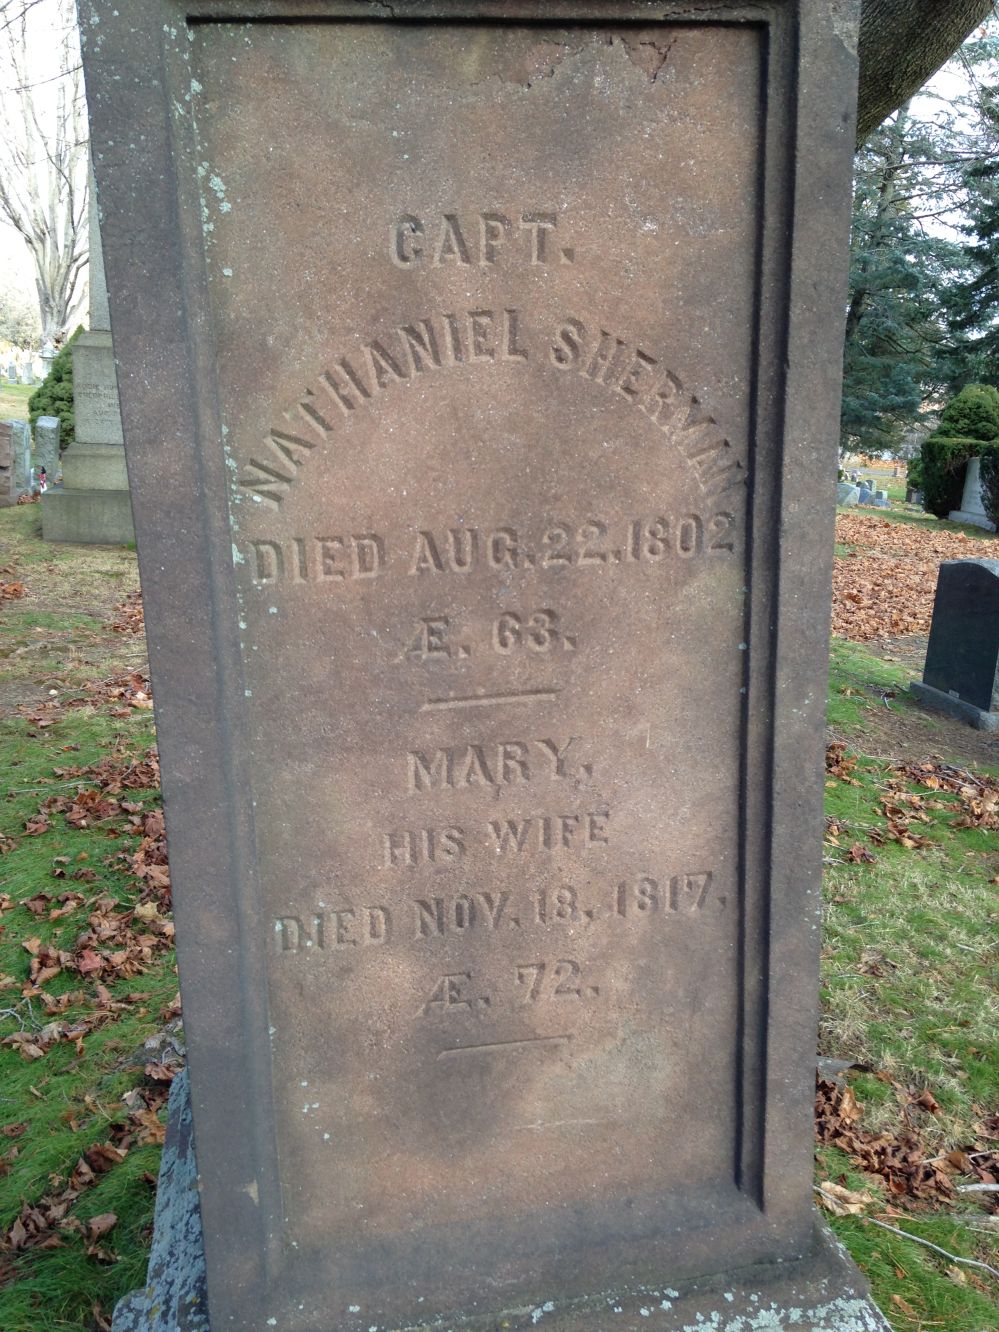 CAPT.
NATHANIEL SHERMAN
DIED AUG. 22. 1802
Æ. 63.
MARY,
HIS WIFE
DIED NOV. 18. 1817.
Æ. 72.